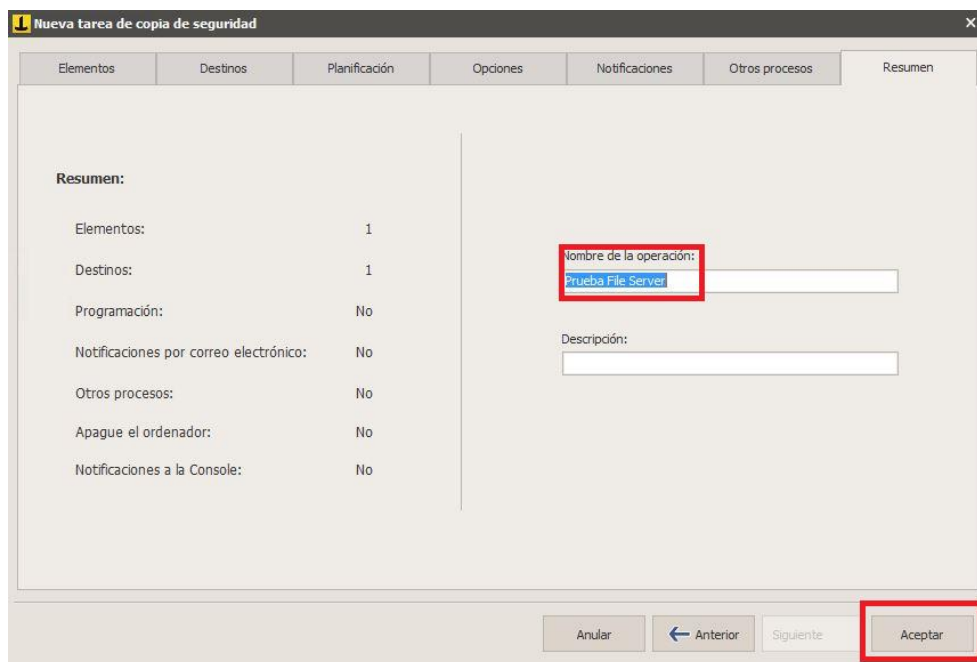 Nueva tarea de copia de seguridad
Elementos Destinos Planificación Opciones Notificaciones Otros procesos Resumen
Resumen:
Elementos: 1
Destinos: 1
Programación: No
Notificaciones por correo electrónico: No
Otros procesos: No
Apague el ordenador: No
Notificaciones a la Console: No
Nombre de la operación:
Prueba File Server
Descripción:
Anular Anterior Siguiente Aceptar